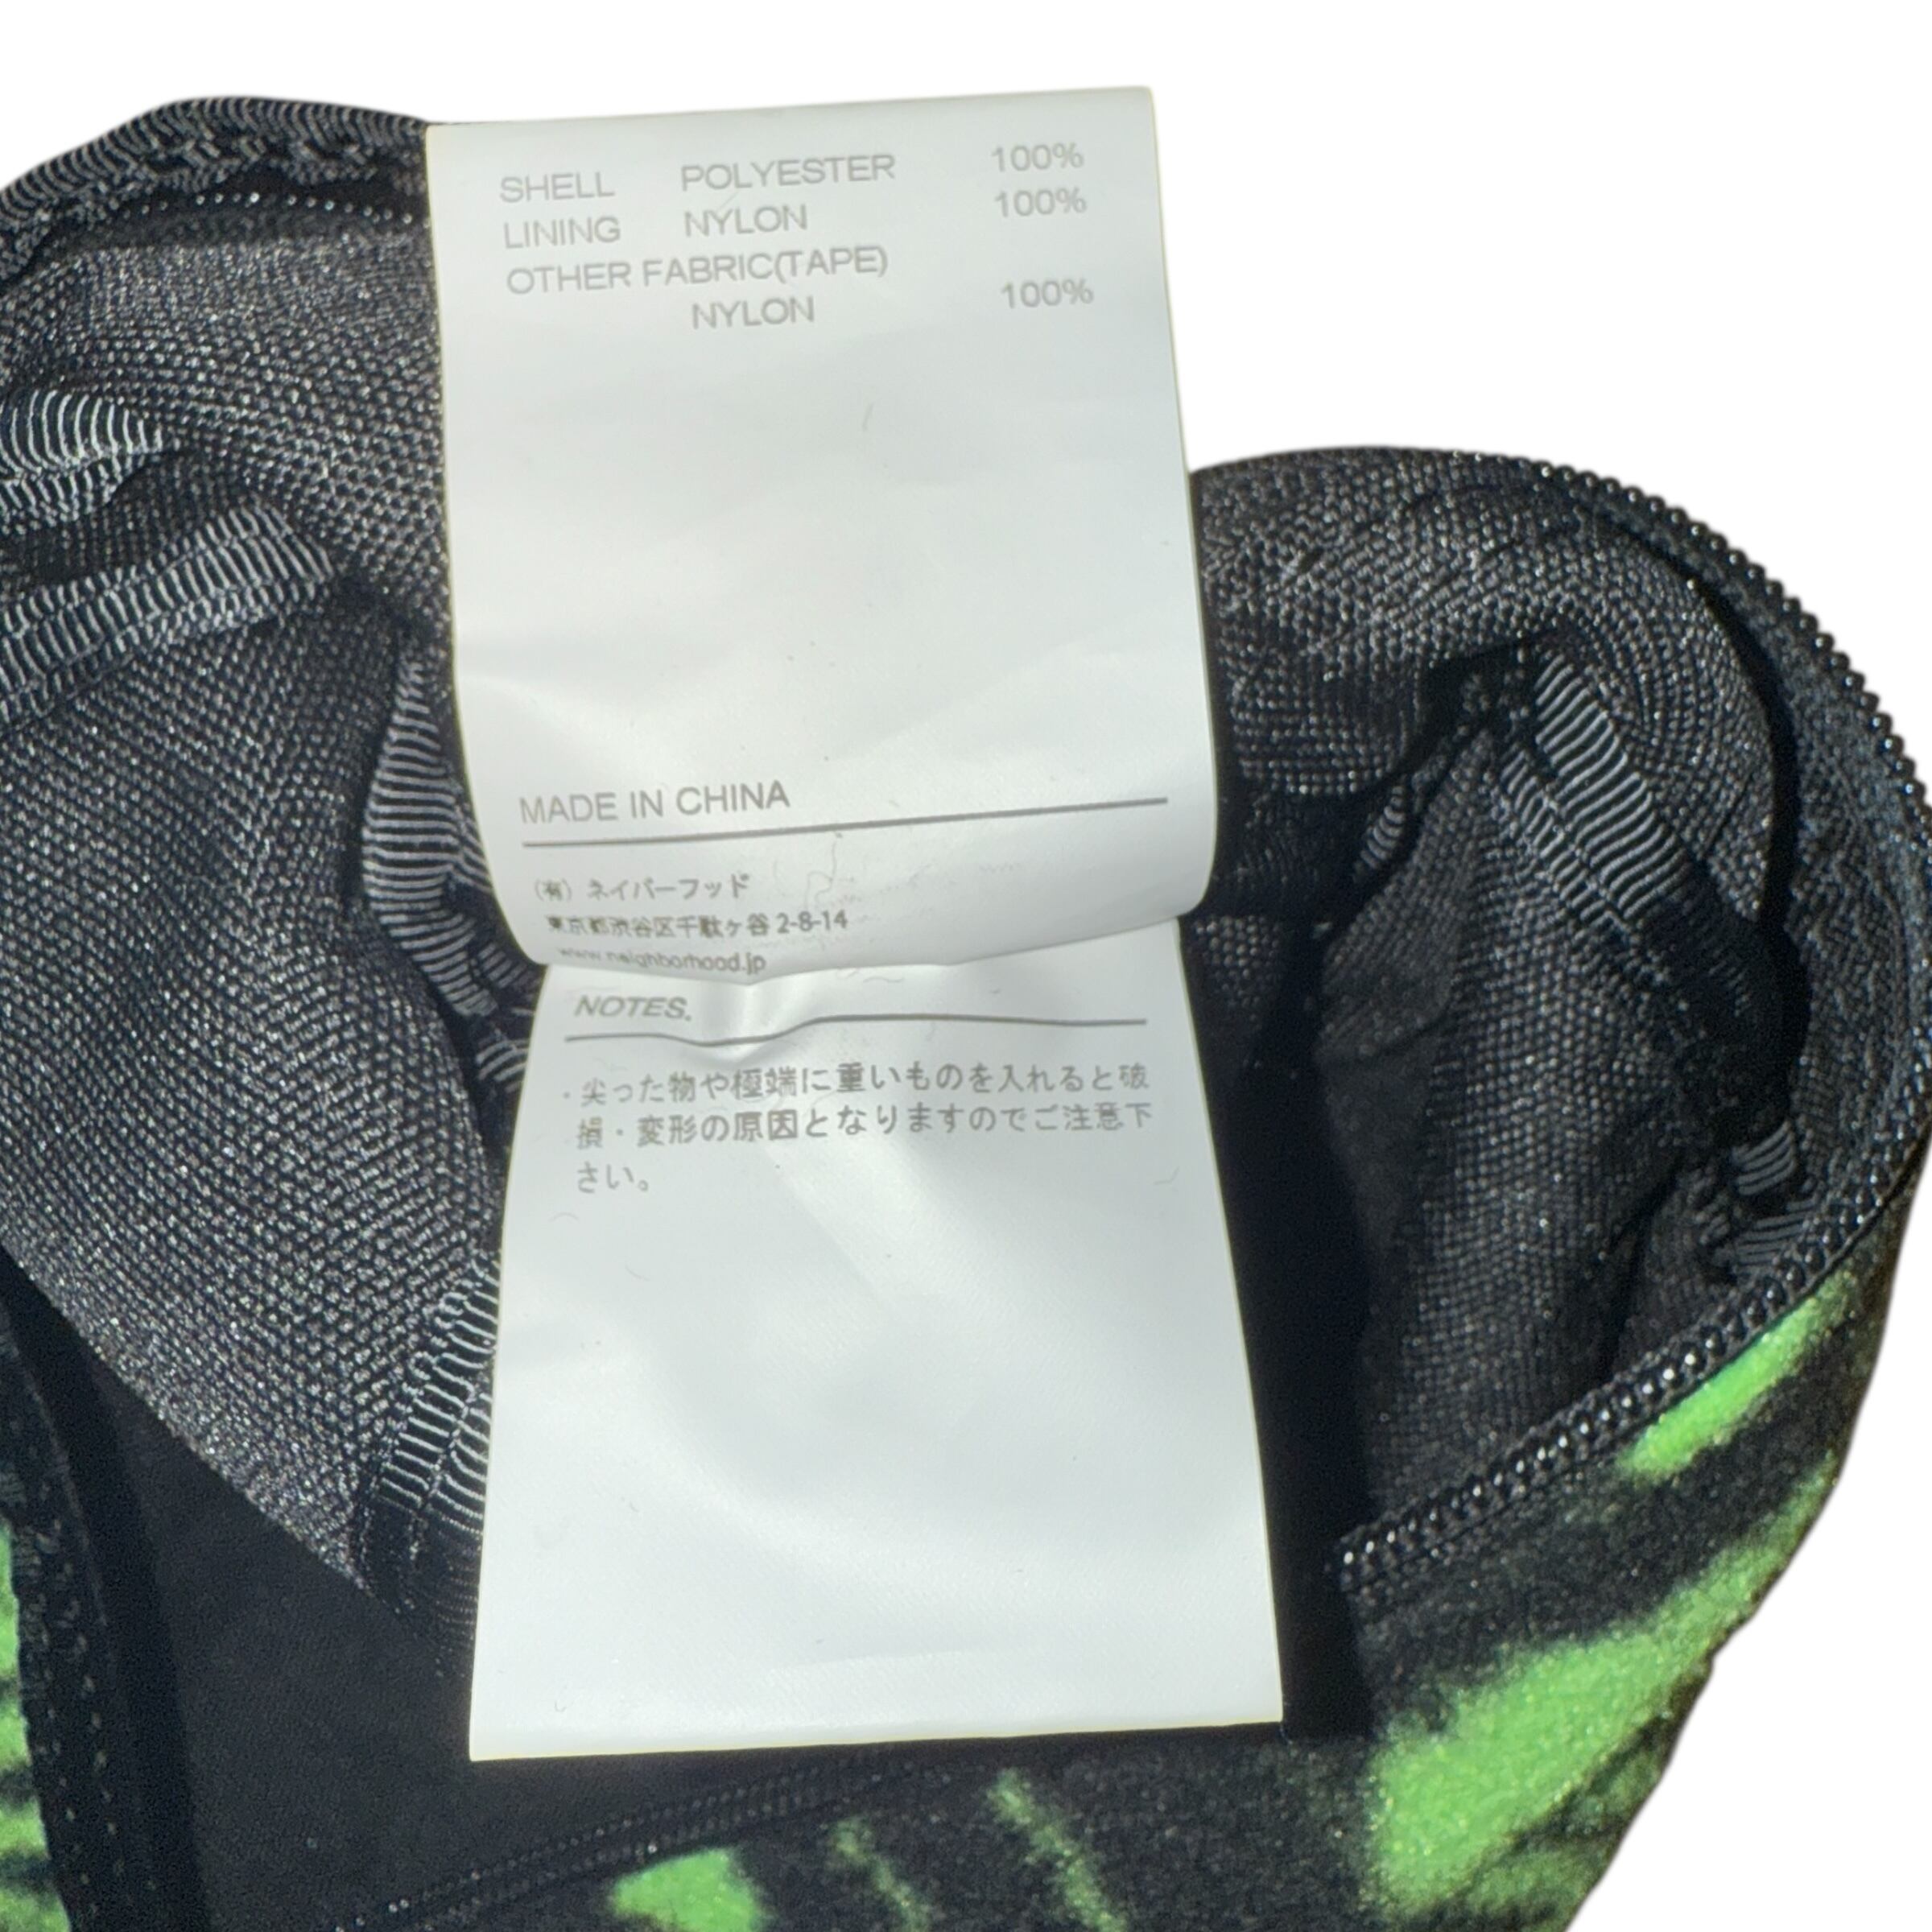 SHELL POLYESTER 100%
LINING NYLON 100%
OTHER FABRIC(TAPE)
NYLON 100%
MADE IN CHINA
(有) ネイバーフッド
東京都渋谷区千駄ヶ谷 2-8-14
www.neighborhood.jp
NOTES.
・尖った物や極端に重いものを入れると破
損・変形の原因となりますのでご注意下
さい。